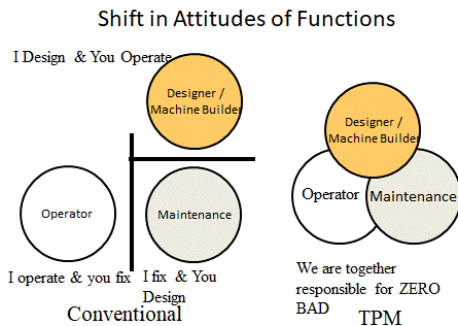 Shift in Attitudes of Functions
I Design & You Operate
Designer /
Machine Builder
Operator
Maintenance
I operate & you fix
I fix & You
Design
Conventional
Designer /
Machine Builder
Operator
Maintenance
We are together
responsible for ZERO
BAD
TPM